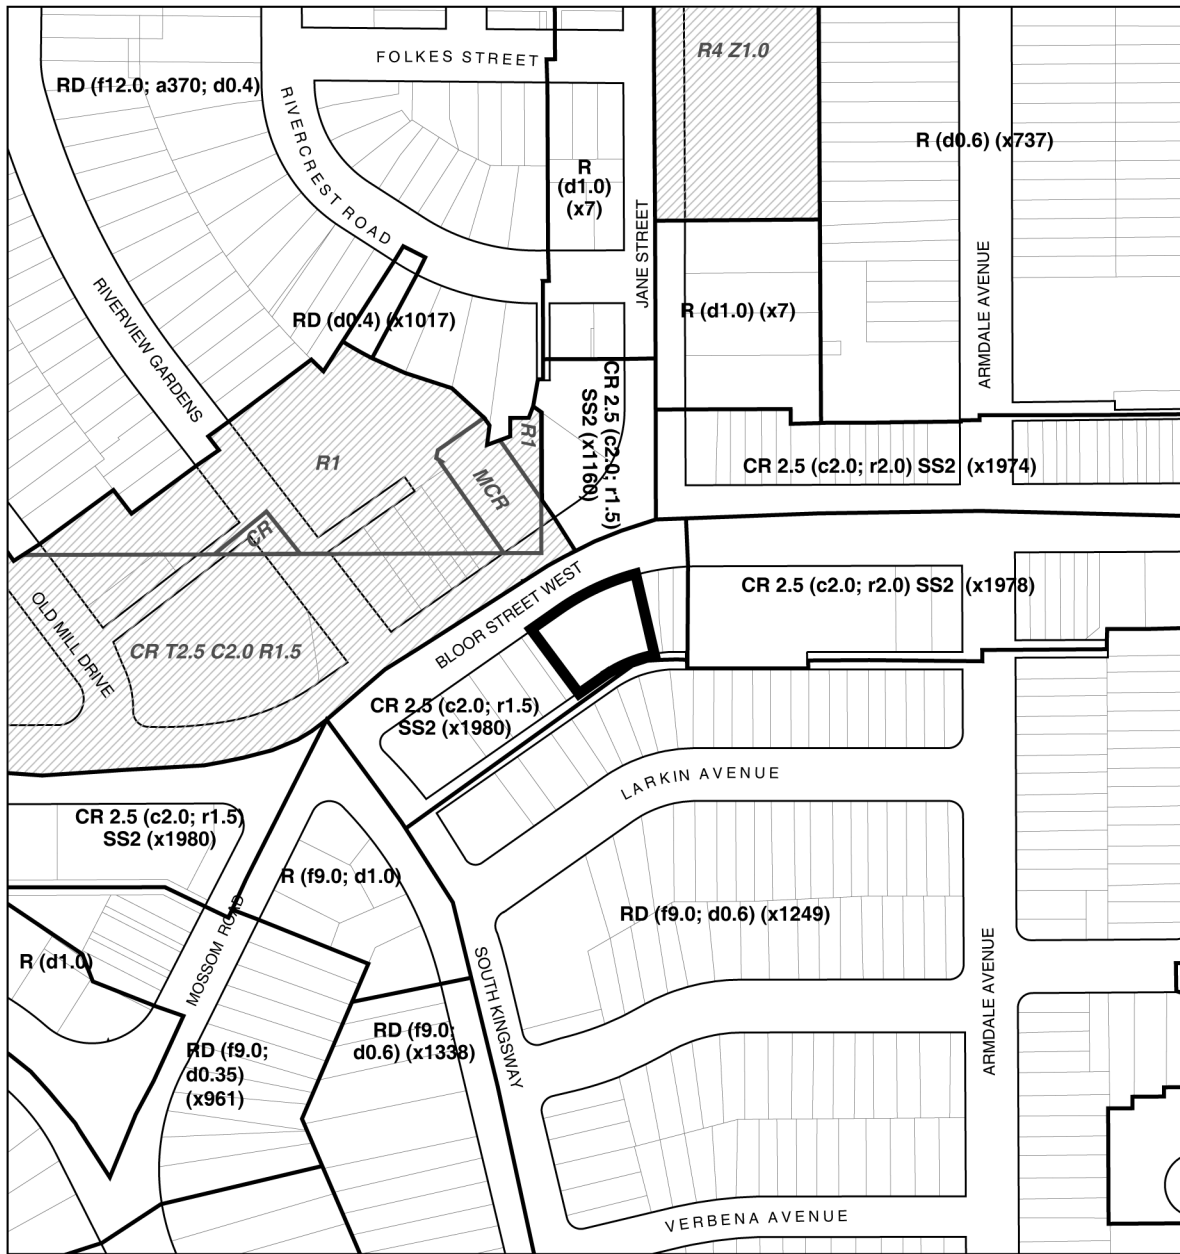 FOLKES STREET
R4 Z1.0
RD (f12.0; a370; d0.4)
RIVERCREST ROAD
R (d0.6) (x737)
R
(d1.0)
(x7)
JANE STREET
ARMDALE AVENUE
RIVERVIEW GARDENS
RD (d0.4) (x1017)
R (d1.0) (x7)
CR 2.5 (c2.0; r1.5)
SS2 (x1160)
R1
R1
MCR
CR 2.5 (c2.0; r2.0) SS2 (x1974)
CR
OLD MILL DRIVE
BLOOR STREET WEST
CR 2.5 (c2.0; r2.0) SS2 (x1978)
CR T2.5 C2.0 R1.5
CR 2.5 (c2.0; r1.5)
SS2 (x1980)
LARKIN AVENUE
CR 2.5 (c2.0; r1.5)
SS2 (x1980)
R (f9.0; d1.0)
RD (f9.0; d0.6) (x1249)
MOSSOM ROAD
R (d1.0)
SOUTH KINGSWAY
ARMDALE AVENUE
RD (f9.0;
d0.6) (x1338)
RD (f9.0;
d0.35)
(x961)
VERBENA AVENUE